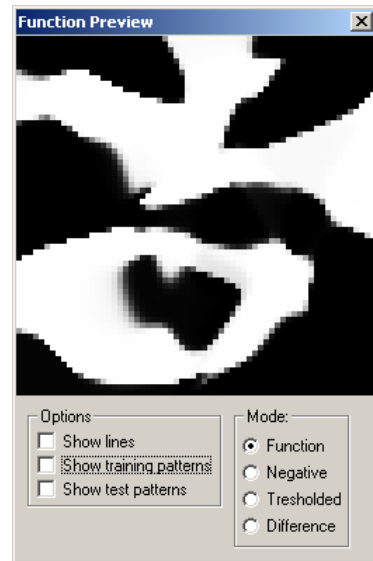 Function Preview
Options
Show lines
Show training patterns
Show test patterns
Mode:
Function
Negative
Tresholded
Difference